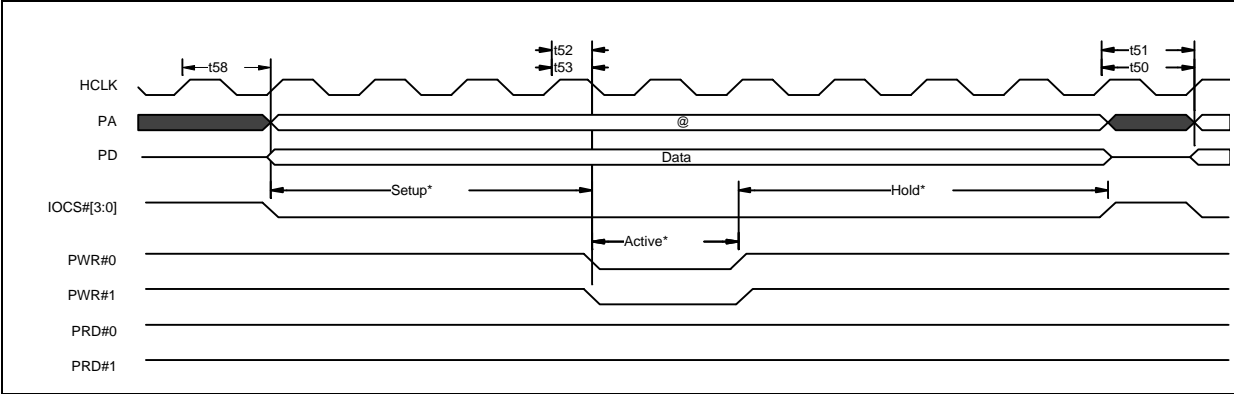 t52
t51
t58
t53
t50
HCLK
PA
@
PD
Data
Setup*
Hold*
IOCS#[3:0]
Active*
PWR#0
PWR#1
PRD#0
PRD#1